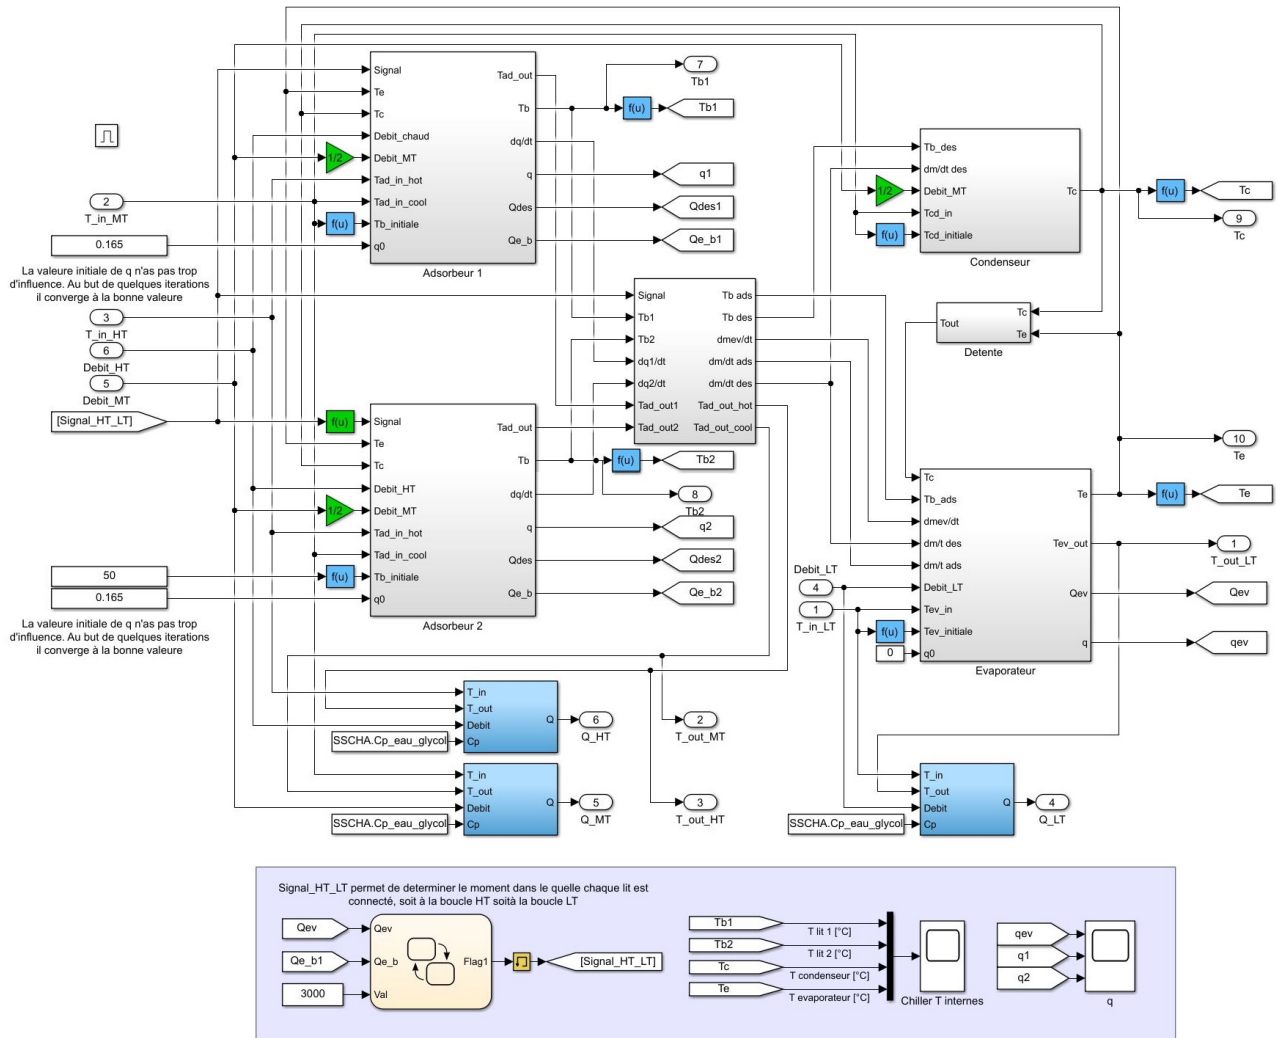 Signal
Te
Tc
Debit_chaud
1/2
Debit_MT
Tad_in_hot
Tad_in_cool
f(u)
Tb_initiale
q0
Tad_out
Tb
dq/dt
q
Qdes
Qe_b
Adsorbeur 1
2
T_in_MT
0.165
La valeure initiale de q n'as pas trop
d'influence. Au but de quelques iterations
il converge à la bonne valeure
3
T_in_HT
6
Debit_HT
5
Debit_MT
[Signal_HT_LT]
7
Tb1
f(u)
Tb1
q1
Qdes1
Qe_b1
Tb_des
dm/dt des
1/2
Debit_MT
Tcd_in
f(u)
Tcd_initiale
Tc
Condenseur
f(u)
Tc
9
Tc
Signal
Tb1
Tb2
dq1/dt
dq2/dt
Tad_out1
Tad_out2
Tb ads
Tb des
dmev/dt
dm/dt ads
dm/dt des
Tad_out_hot
Tad_out_cool
Tout
Tc
Te
Detente
f(u)
Signal
Te
Tc
Debit_HT
1/2
Debit_MT
Tad_in_hot
Tad_in_cool
f(u)
Tb_initiale
q0
Tad_out
Tb
dq/dt
q
Qdes
Qe_b
Adsorbeur 2
50
0.165
La valeure initiale de q n'as pas trop
d'influence. Au but de quelques iterations
il converge à la bonne valeure
f(u)
Tb2
8
Tb2
q2
Qdes2
Qe_b2
10
Te
f(u)
Te
Tc
Tb_ads
dmev/dt
dm/t des
dm/t ads
Debit_LT
Tev_in
f(u)
Tev_initiale
0
q0
Te
Tev_out
Qev
q
Evaporateur
Debit_LT
4
1
T_in_LT
1
T_out_LT
Qev
qev
T_in
T_out
Debit
Cp
Q
SSCHA.Cp_eau_glycol
6
Q_HT
2
T_out_MT
T_in
T_out
Debit
Cp
Q
SSCHA.Cp_eau_glycol
5
Q_MT
3
T_out_HT
T_in
T_out
Debit
Cp
Q
SSCHA.Cp_eau_glycol
4
Q_LT
Signal_HT_LT permet de determiner le moment dans le quelle chaque lit est
connecté, soit à la boucle HT soità la boucle LT
Qev
Qe_b1
3000
Qev
Qe_b
Val
Flag1
[Signal_HT_LT]
Tb1
T lit 1 [°C]
Tb2
T lit 2 [°C]
Tc
T condenseur [°C]
Te
T evaporateur [°C]
Chiller T internes
qev
q1
q2
q